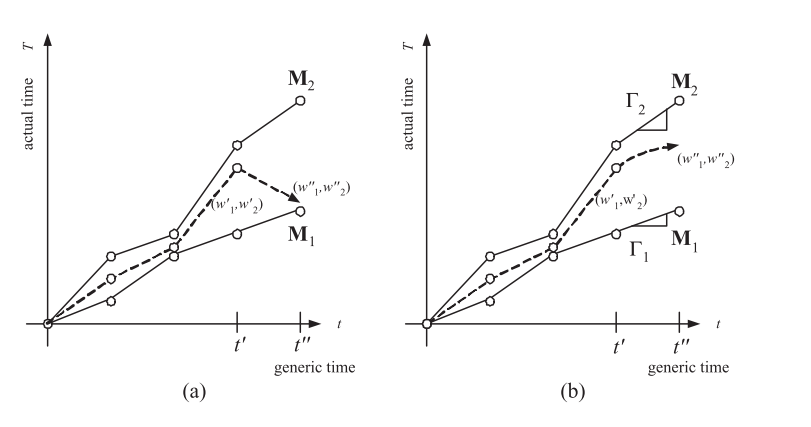 T
actual time
M₂
(w″₁,w″₂)
(w′₁,w′₂)
M₁
t
t′
t″
generic time
(a)
T
actual time
M₂
Γ₂
(w″₁,w″₂)
(w′₁,w′₂)
M₁
Γ₁
t
t′
t″
generic time
(b)